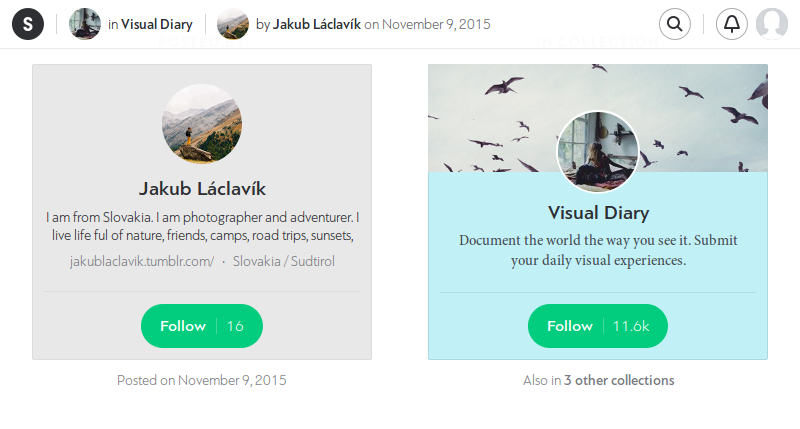 S in Visual Diary by Jakub Láclavík on November 9, 2015
Jakub Láclavík
I am from Slovakia. I am photographer and adventurer. I
live life ful of nature, friends, camps, road trips, sunsets,
jakublaclavik.tumblr.com/ · Slovakia / Sudtirol
Follow 16
Posted on November 9, 2015
Visual Diary
Document the world the way you see it. Submit
your daily visual experiences.
Follow 11.6k
Also in 3 other collections